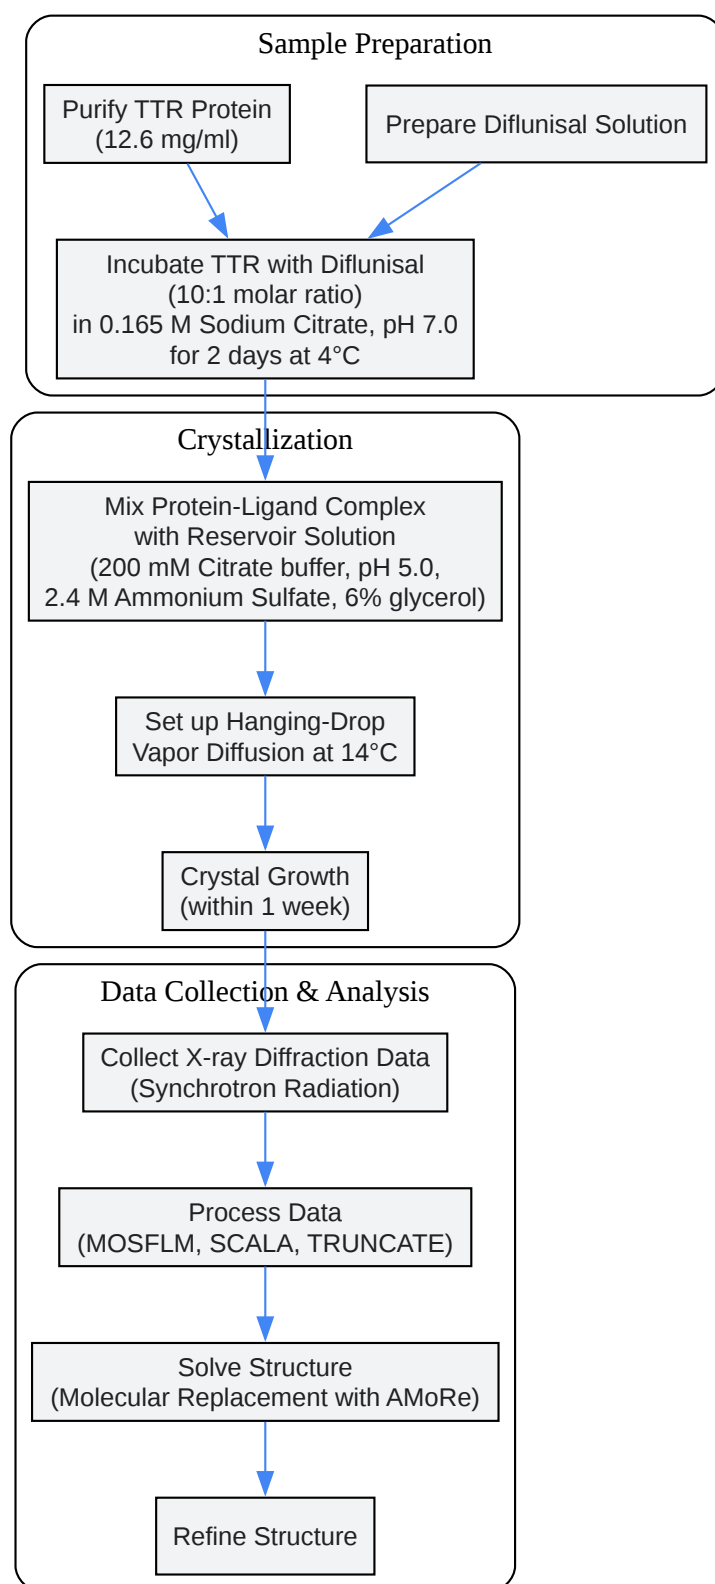 Sample Preparation
Purify TTR Protein
(12.6 mg/ml)
Prepare Diflunisal Solution
Incubate TTR with Diflunisal
(10:1 molar ratio)
in 0.165 M Sodium Citrate, pH 7.0
for 2 days at 4°C
Crystallization
Mix Protein-Ligand Complex
with Reservoir Solution
(200 mM Citrate buffer, pH 5.0,
2.4 M Ammonium Sulfate, 6% glycerol)
Set up Hanging-Drop
Vapor Diffusion at 14°C
Crystal Growth
(within 1 week)
Data Collection & Analysis
Collect X-ray Diffraction Data
(Synchrotron Radiation)
Process Data
(MOSFLM, SCALA, TRUNCATE)
Solve Structure
(Molecular Replacement with AMoRe)
Refine Structure